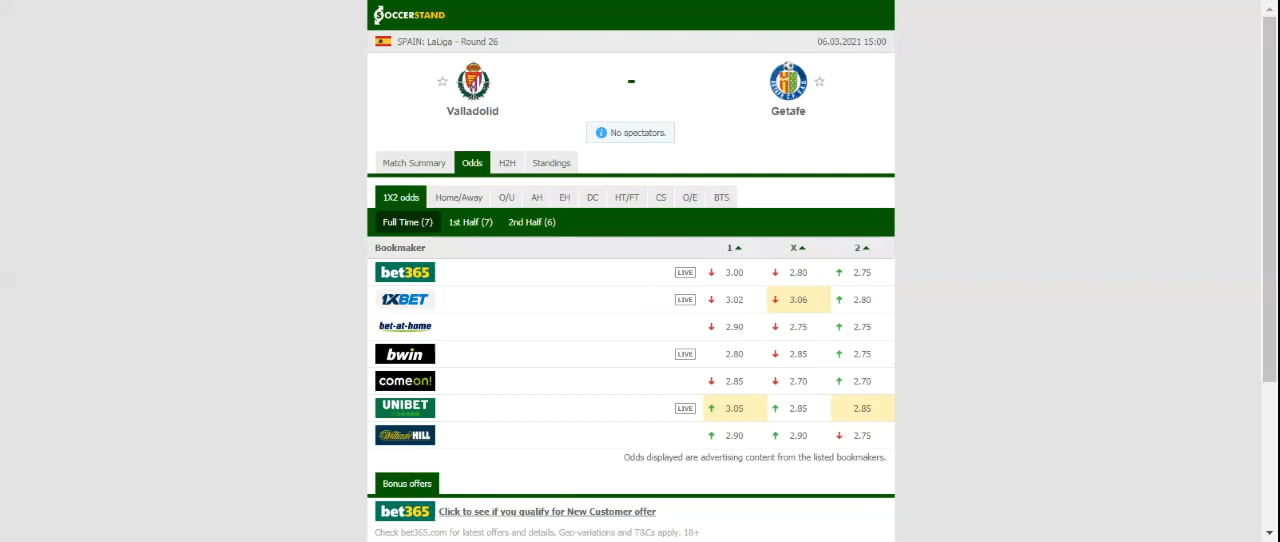 SOCCERSTAND
SPAIN: LaLiga - Round 26 06.03.2021 15:00
-
Valladolid Getafe
No spectators.
Match Summary Odds H2H Standings
1X2 odds Home/Away O/U AH EH DC HT/FT CS O/E BTS
Full Time (7) 1st Half (7) 2nd Half (6)
Bookmaker 1 X 2
bet365 LIVE 3.00 2.80 2.75
1XBET LIVE 3.02 3.06 2.80
bet-at-home 2.90 2.75 2.75
bwin LIVE 2.80 2.85 2.75
comeon! 2.85 2.70 2.70
UNIBET LIVE 3.05 2.85 2.85
William HILL 2.90 2.90 2.75
Odds displayed are advertising content from the listed bookmakers.
Bonus offers
bet365 Click to see if you qualify for New Customer offer
Check bet365.com for latest offers and details. Geo-variations and T&Cs apply. 18+